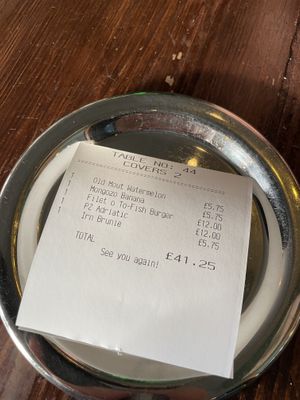 TABLE NO: 44
COVERS 2
1 Old Mout Watermelon £5.75
1 Mongozo Banana £5.75
1 Filet o To-Fish Burger £12.00
1 PZ Adriatic £12.00
1 Irn Brunie £5.75
TOTAL £41.25
See you again!